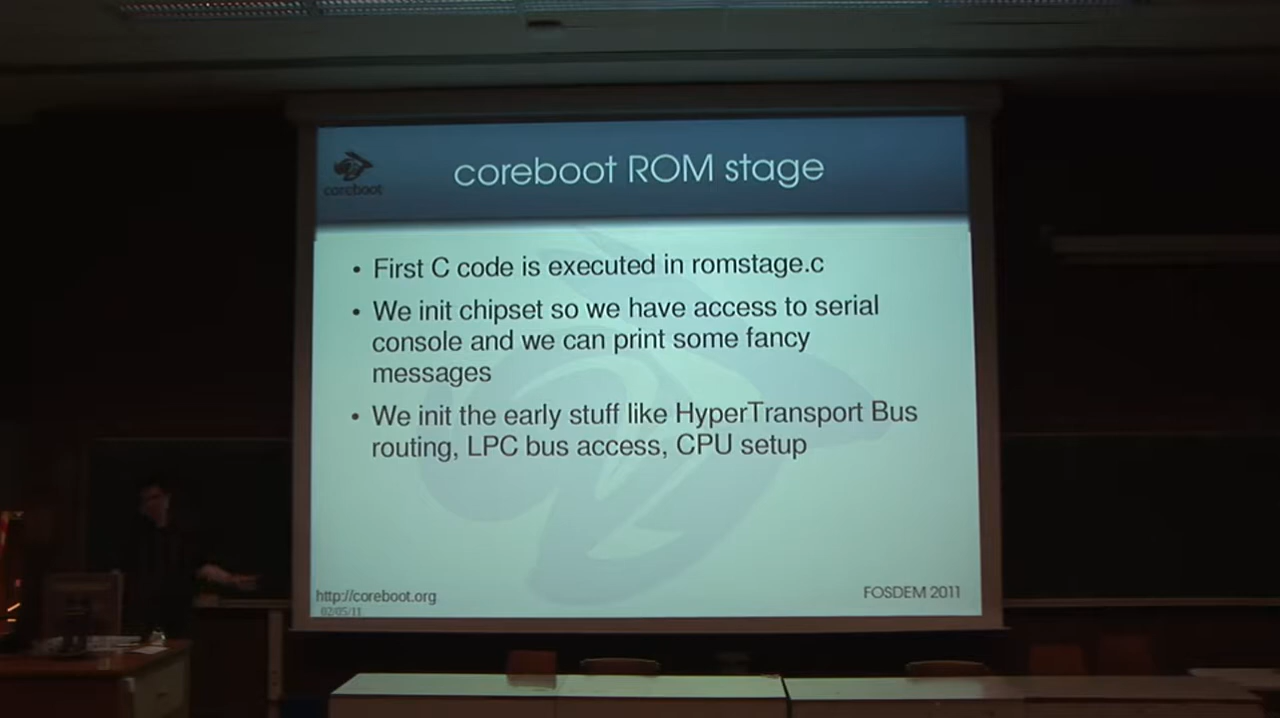 coreboot
coreboot ROM stage
• First C code is executed in romstage.c
• We init chipset so we have access to serial
console and we can print some fancy
messages
• We init the early stuff like HyperTransport Bus
routing, LPC bus access, CPU setup
http://coreboot.org
02/05/11
FOSDEM 2011